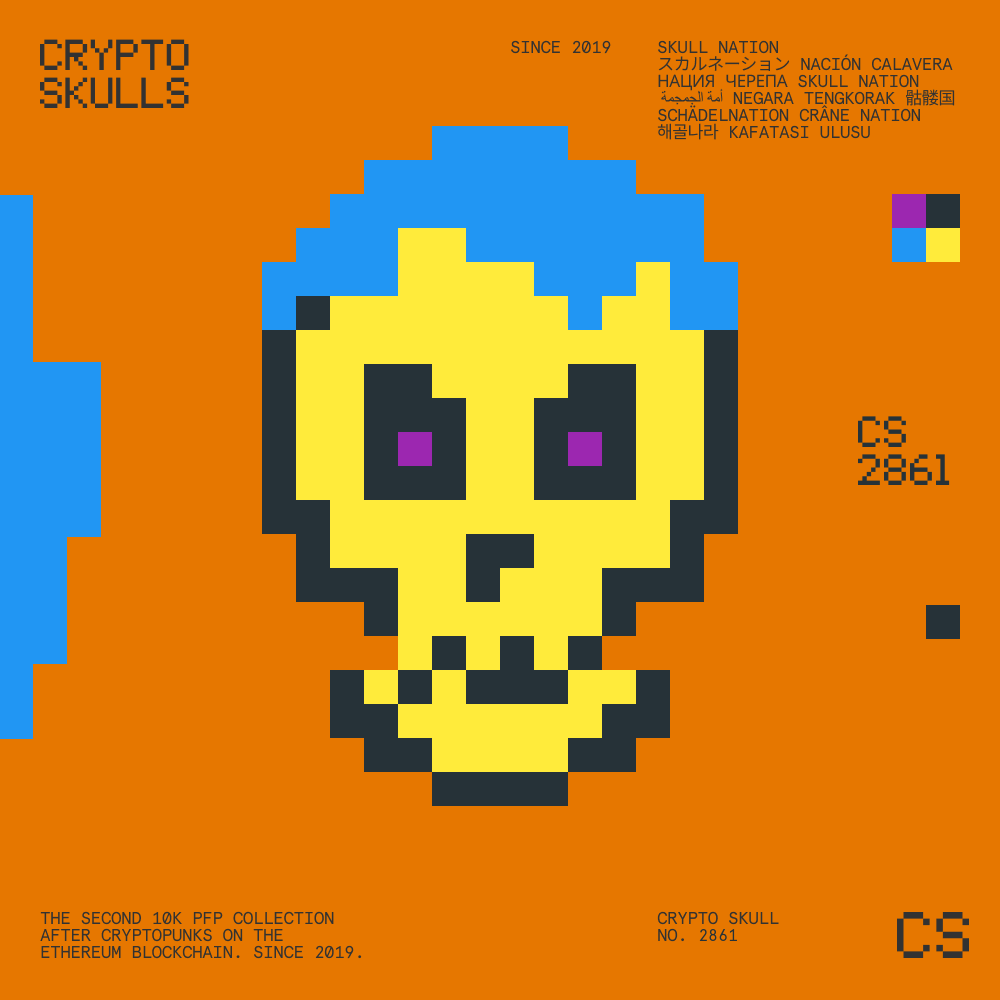 CRYPTO
SKULLS
SINCE 2019
SKULL NATION
スカルネーション NACIÓN CALAVERA
НАЦИЯ ЧЕРЕПА SKULL NATION
أمة الجمجمة NEGARA TENGKORAK 骷髅国
SCHÄDELNATION CRÂNE NATION
해골나라 KAFATASI ULUSU
CS
2861
THE SECOND 10K PFP COLLECTION
AFTER CRYPTOPUNKS ON THE
ETHEREUM BLOCKCHAIN. SINCE 2019.
CRYPTO SKULL
NO. 2861
CS